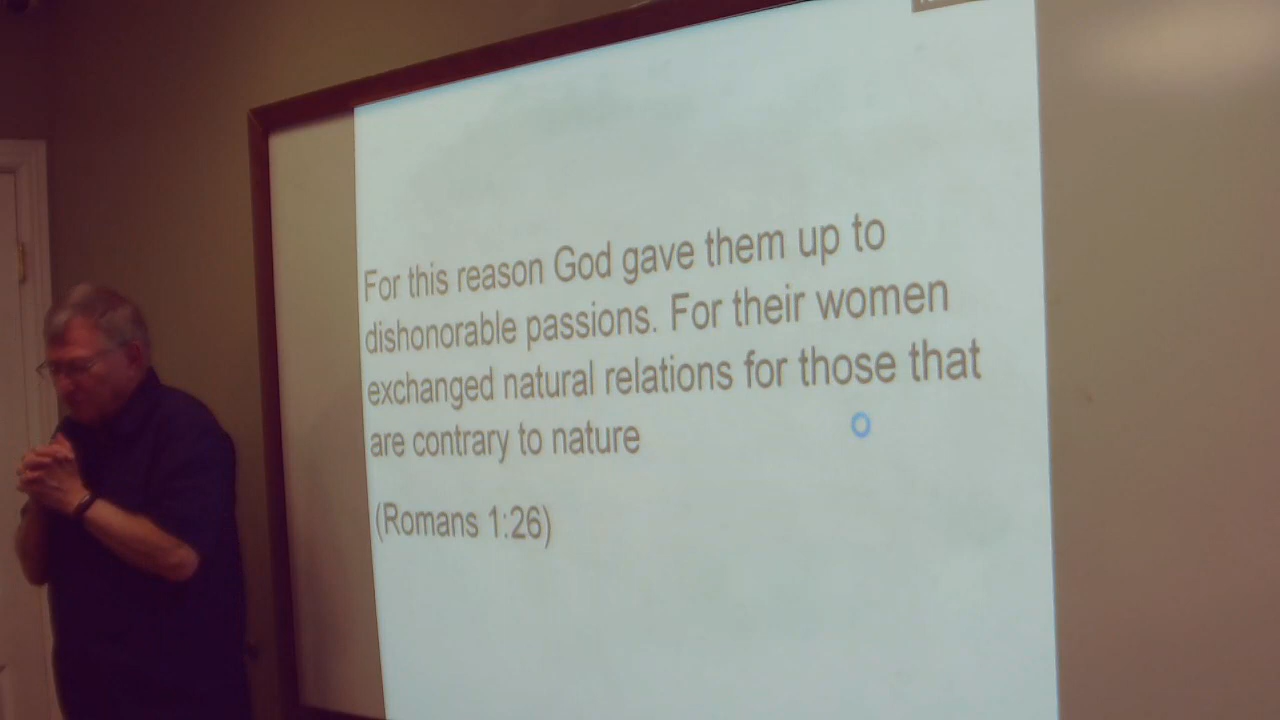 For this reason God gave them up to
dishonorable passions. For their women
exchanged natural relations for those that
are contrary to nature
(Romans 1:26)